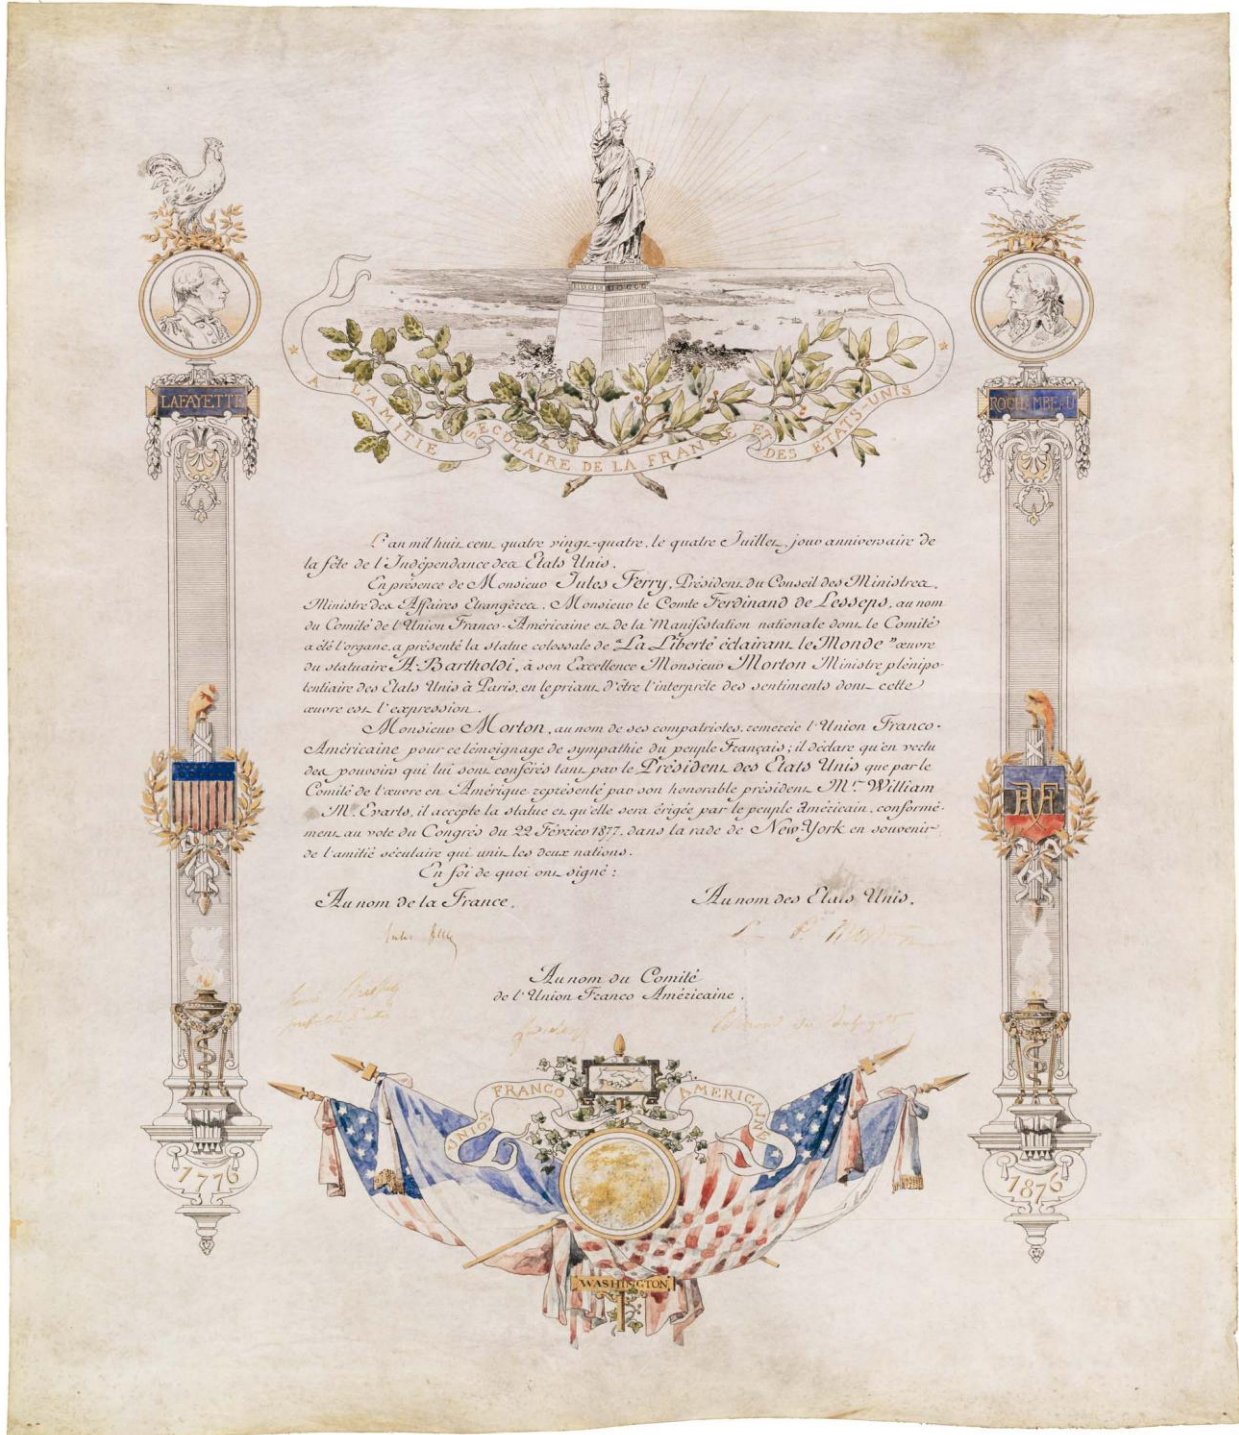 A L'AMITIE SECULAIRE DE LA FRANCE ET DES ETATS-UNIS
LAFAYETTE
L'an mil huit cent quatre vingt-quatre, le quatre Juillet, jour anniversaire de
la fête de l'Indépendance des Etats Unis.
En présence de Monsieur Jules Ferry, Président du Conseil des Ministres,
Ministre des Affaires Etrangères, Monsieur le Comte Ferdinand de Lesseps, au nom
du Comité de l'Union Franco-Américaine et de la Manifestation nationale dont le Comité
a été l'organe, a présenté la statue colossale de "La Liberté éclairant le Monde" œuvre
du statuaire A. Bartholdi, à son Excellence Monsieur Morton Ministre plénipo-
tentiaire des Etats Unis à Paris, en le priant d'être l'interprète des sentiments dont cette
œuvre est l'expression.
Monsieur Morton, au nom de ses compatriotes, remercie l'Union Franco-
Américaine pour ce témoignage de sympathie du peuple Français; il déclare qu'en vertu
des pouvoirs qui lui sont conférés tant par le Président des Etats Unis que par le
Comité de l'œuvre en Amérique représenté par son honorable président Mr William
M. Evarts, il accepte la statue et qu'elle sera érigée par le peuple Américain, conformé-
ment au vote du Congrès du 22 Février 1877, dans la rade de New-York en souvenir
de l'amitié séculaire qui unit les deux nations.
En foi de quoi ont signé:
Au nom de la France,
Au nom des Etats Unis,
Jules Ferry
Au nom du Comité
de l'Union Franco Américaine.
UNION FRANCO AMERICAINE
1776
1876
WASHINGTON